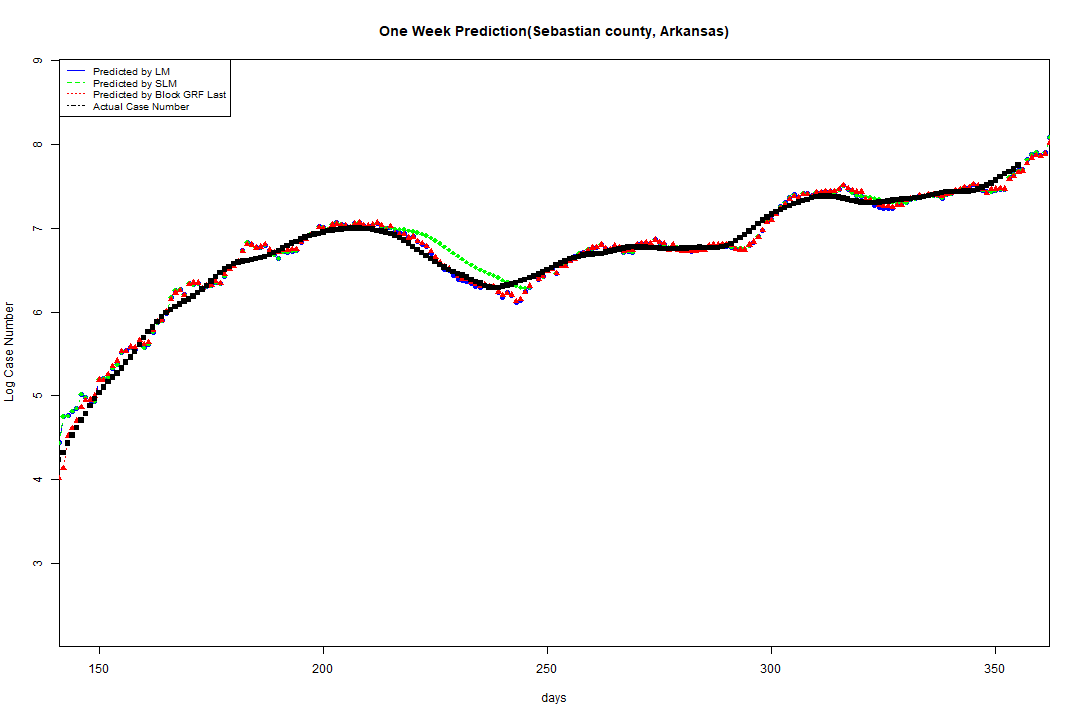 One Week Prediction(Sebastian county, Arkansas)
Predicted by LM
Predicted by SLM
Predicted by Block GRF Last
Actual Case Number
9
8
7
6
5
4
3
Log Case Number
150 200 250 300 350
days